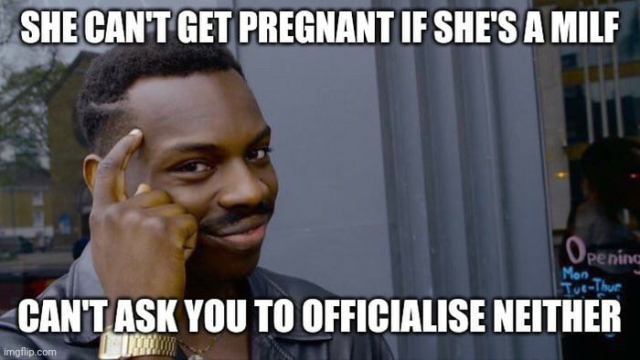 SHE CAN'T GET PREGNANT IF SHE'S A MILF
Opening
Mon
Tue-Thur
CAN'T ASK YOU TO OFFICIALISE NEITHER
imgflip.com